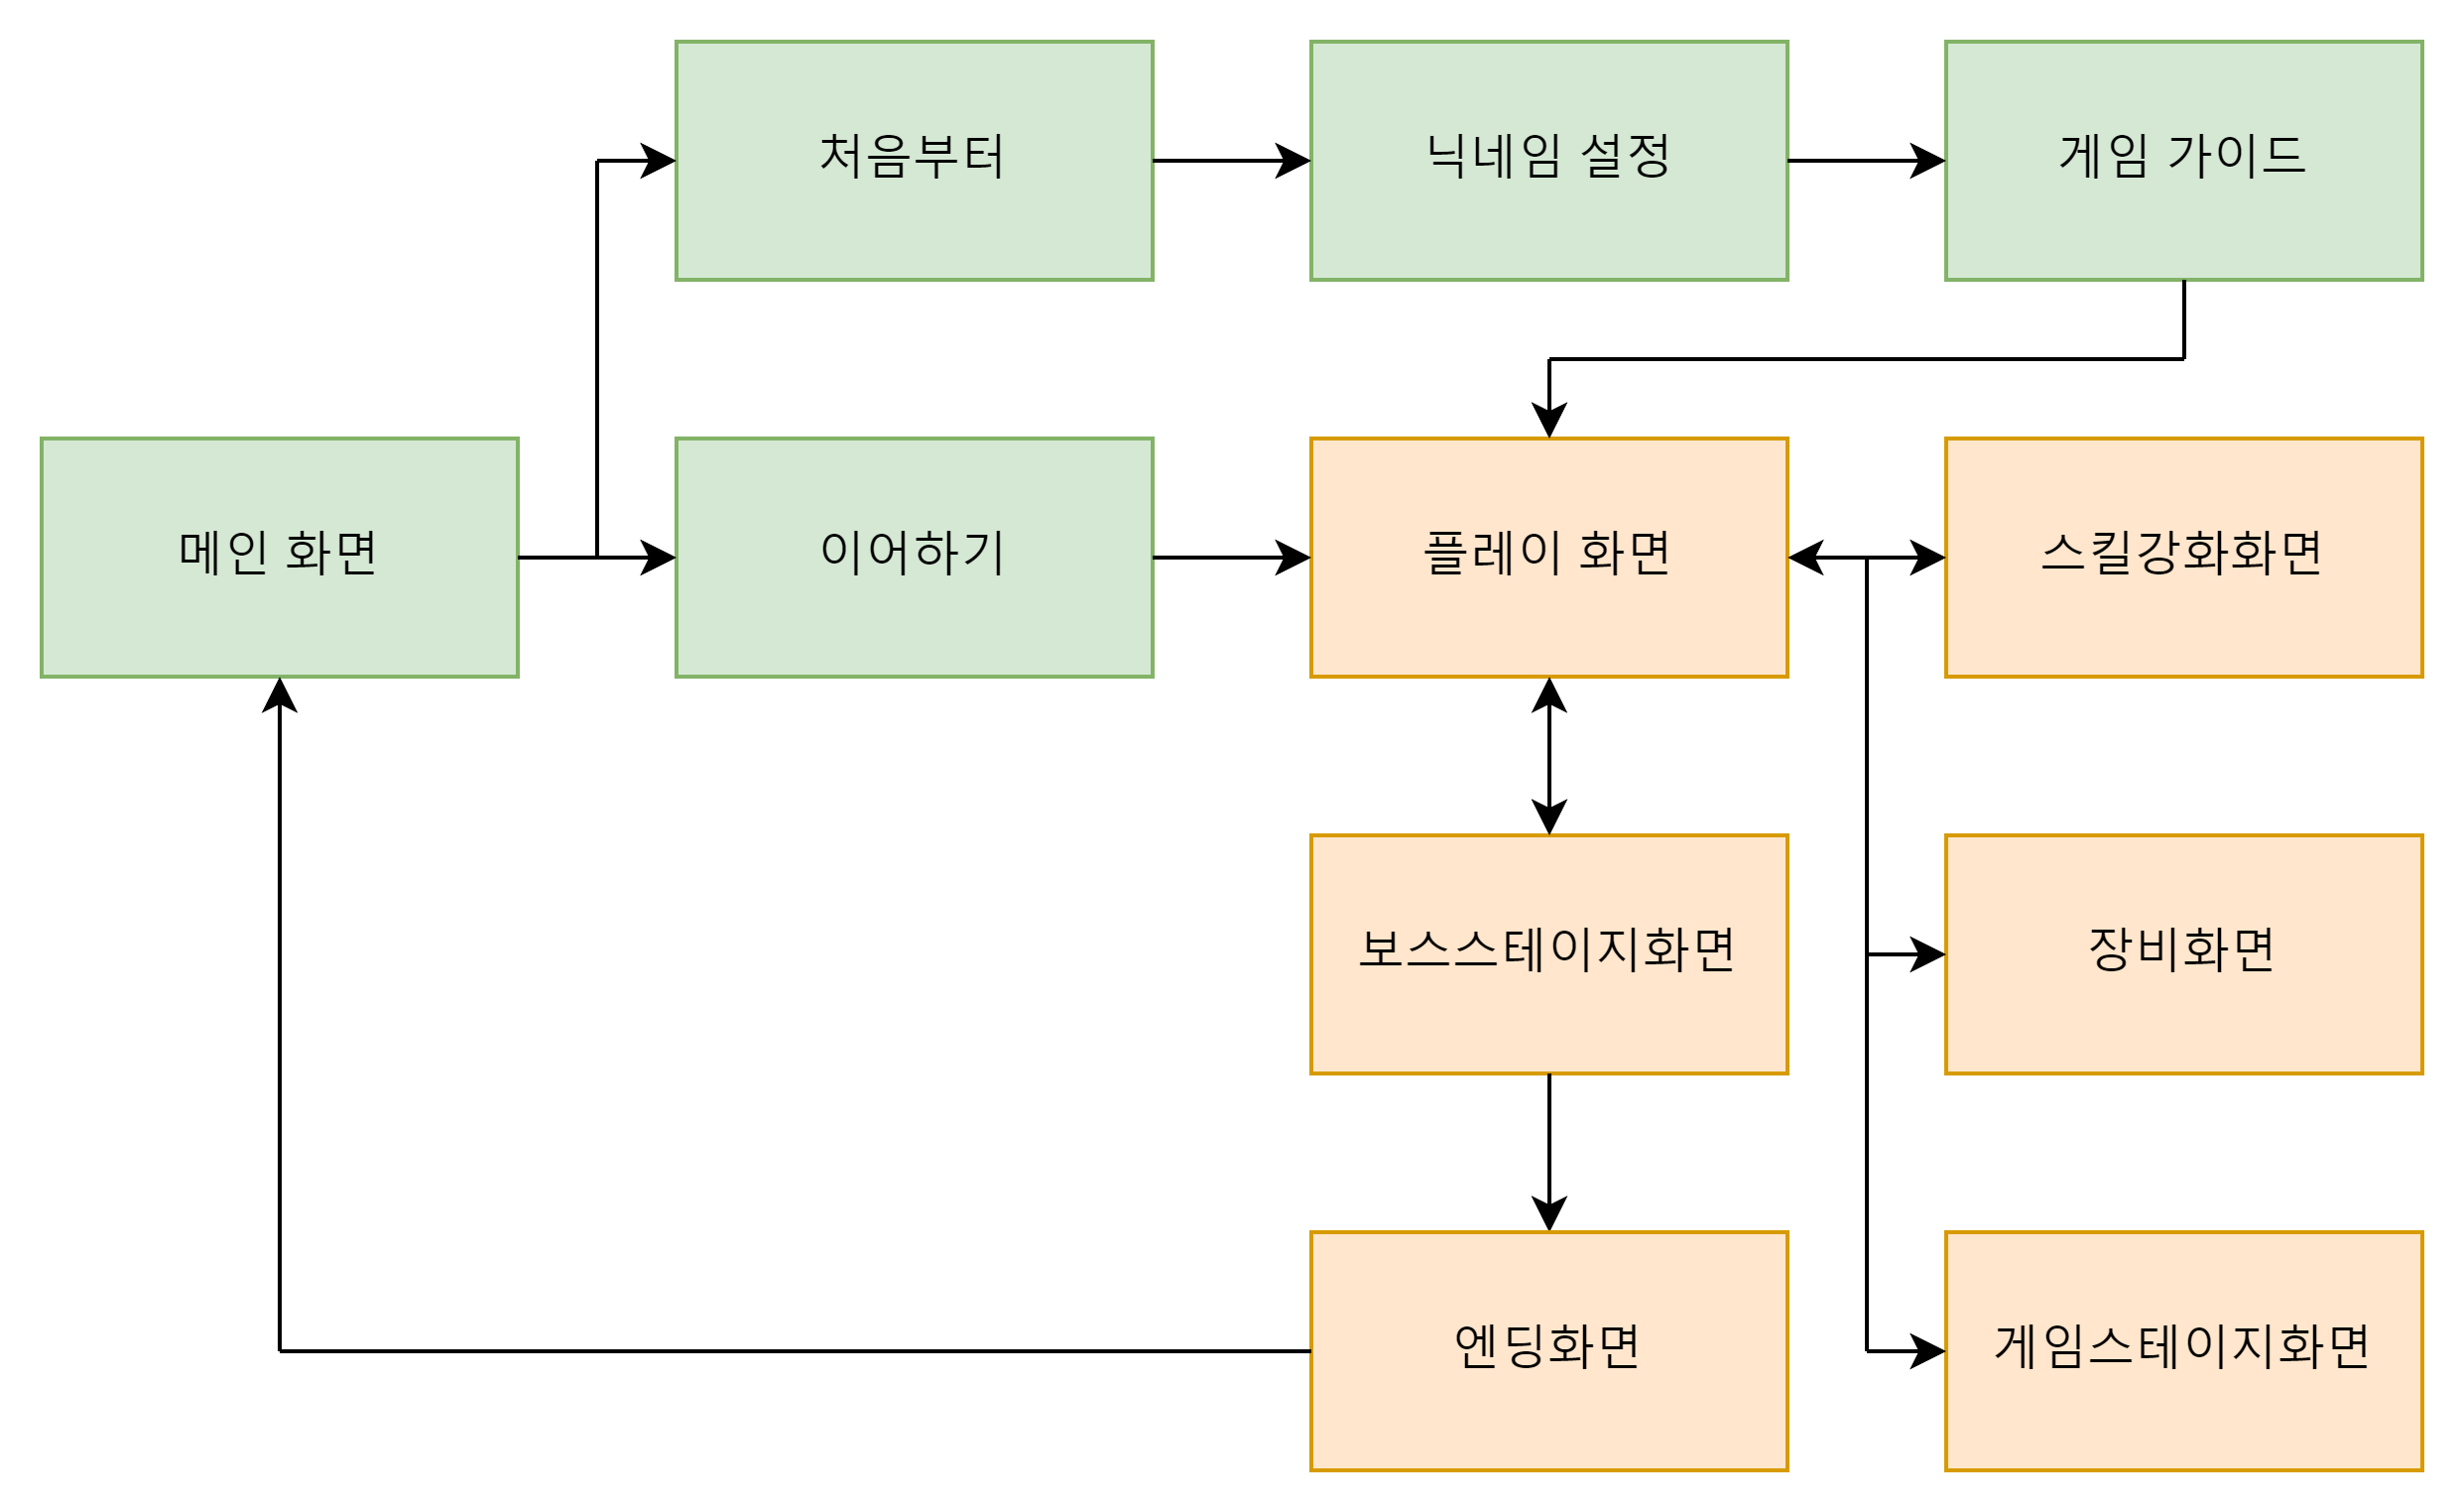 처음부터
닉네임 설정
게임 가이드
메인 화면
이어하기
플레이 화면
스킬강화화면
보스스테이지화면
장비화면
엔딩화면
게임스테이지화면